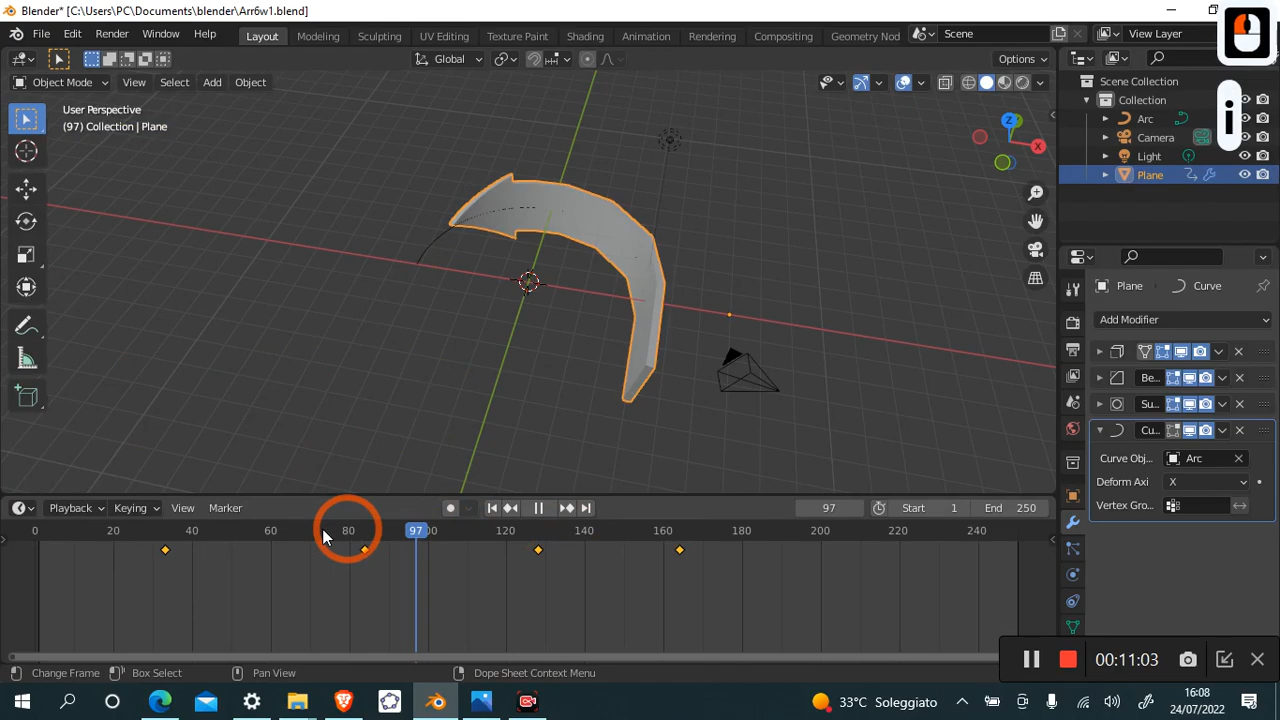 Blender* [C:\Users\PC\Documents\blender\Arr6w1.blend]
File Edit Render Window Help Layout Modeling Sculpting UV Editing Texture Paint Shading Animation Rendering Compositing Geometry Nod Scene View Layer
Global Options
Object Mode View Select Add Object
User Perspective
(97) Collection | Plane
Z
X
Scene Collection
Collection
Arc
Camera
Light
Plane
Plane Curve
Add Modifier
Be...
Su...
Cu...
Curve Obj... Arc
Deform Axi X
Vertex Gro...
i
Playback Keying View Marker 97 Start 1 End 250
0 20 40 60 80 97 00 120 140 160 180 200 220 240
Change Frame Box Select Pan View Dope Sheet Context Menu
00:11:03
33°C Soleggiato
16:08
24/07/2022